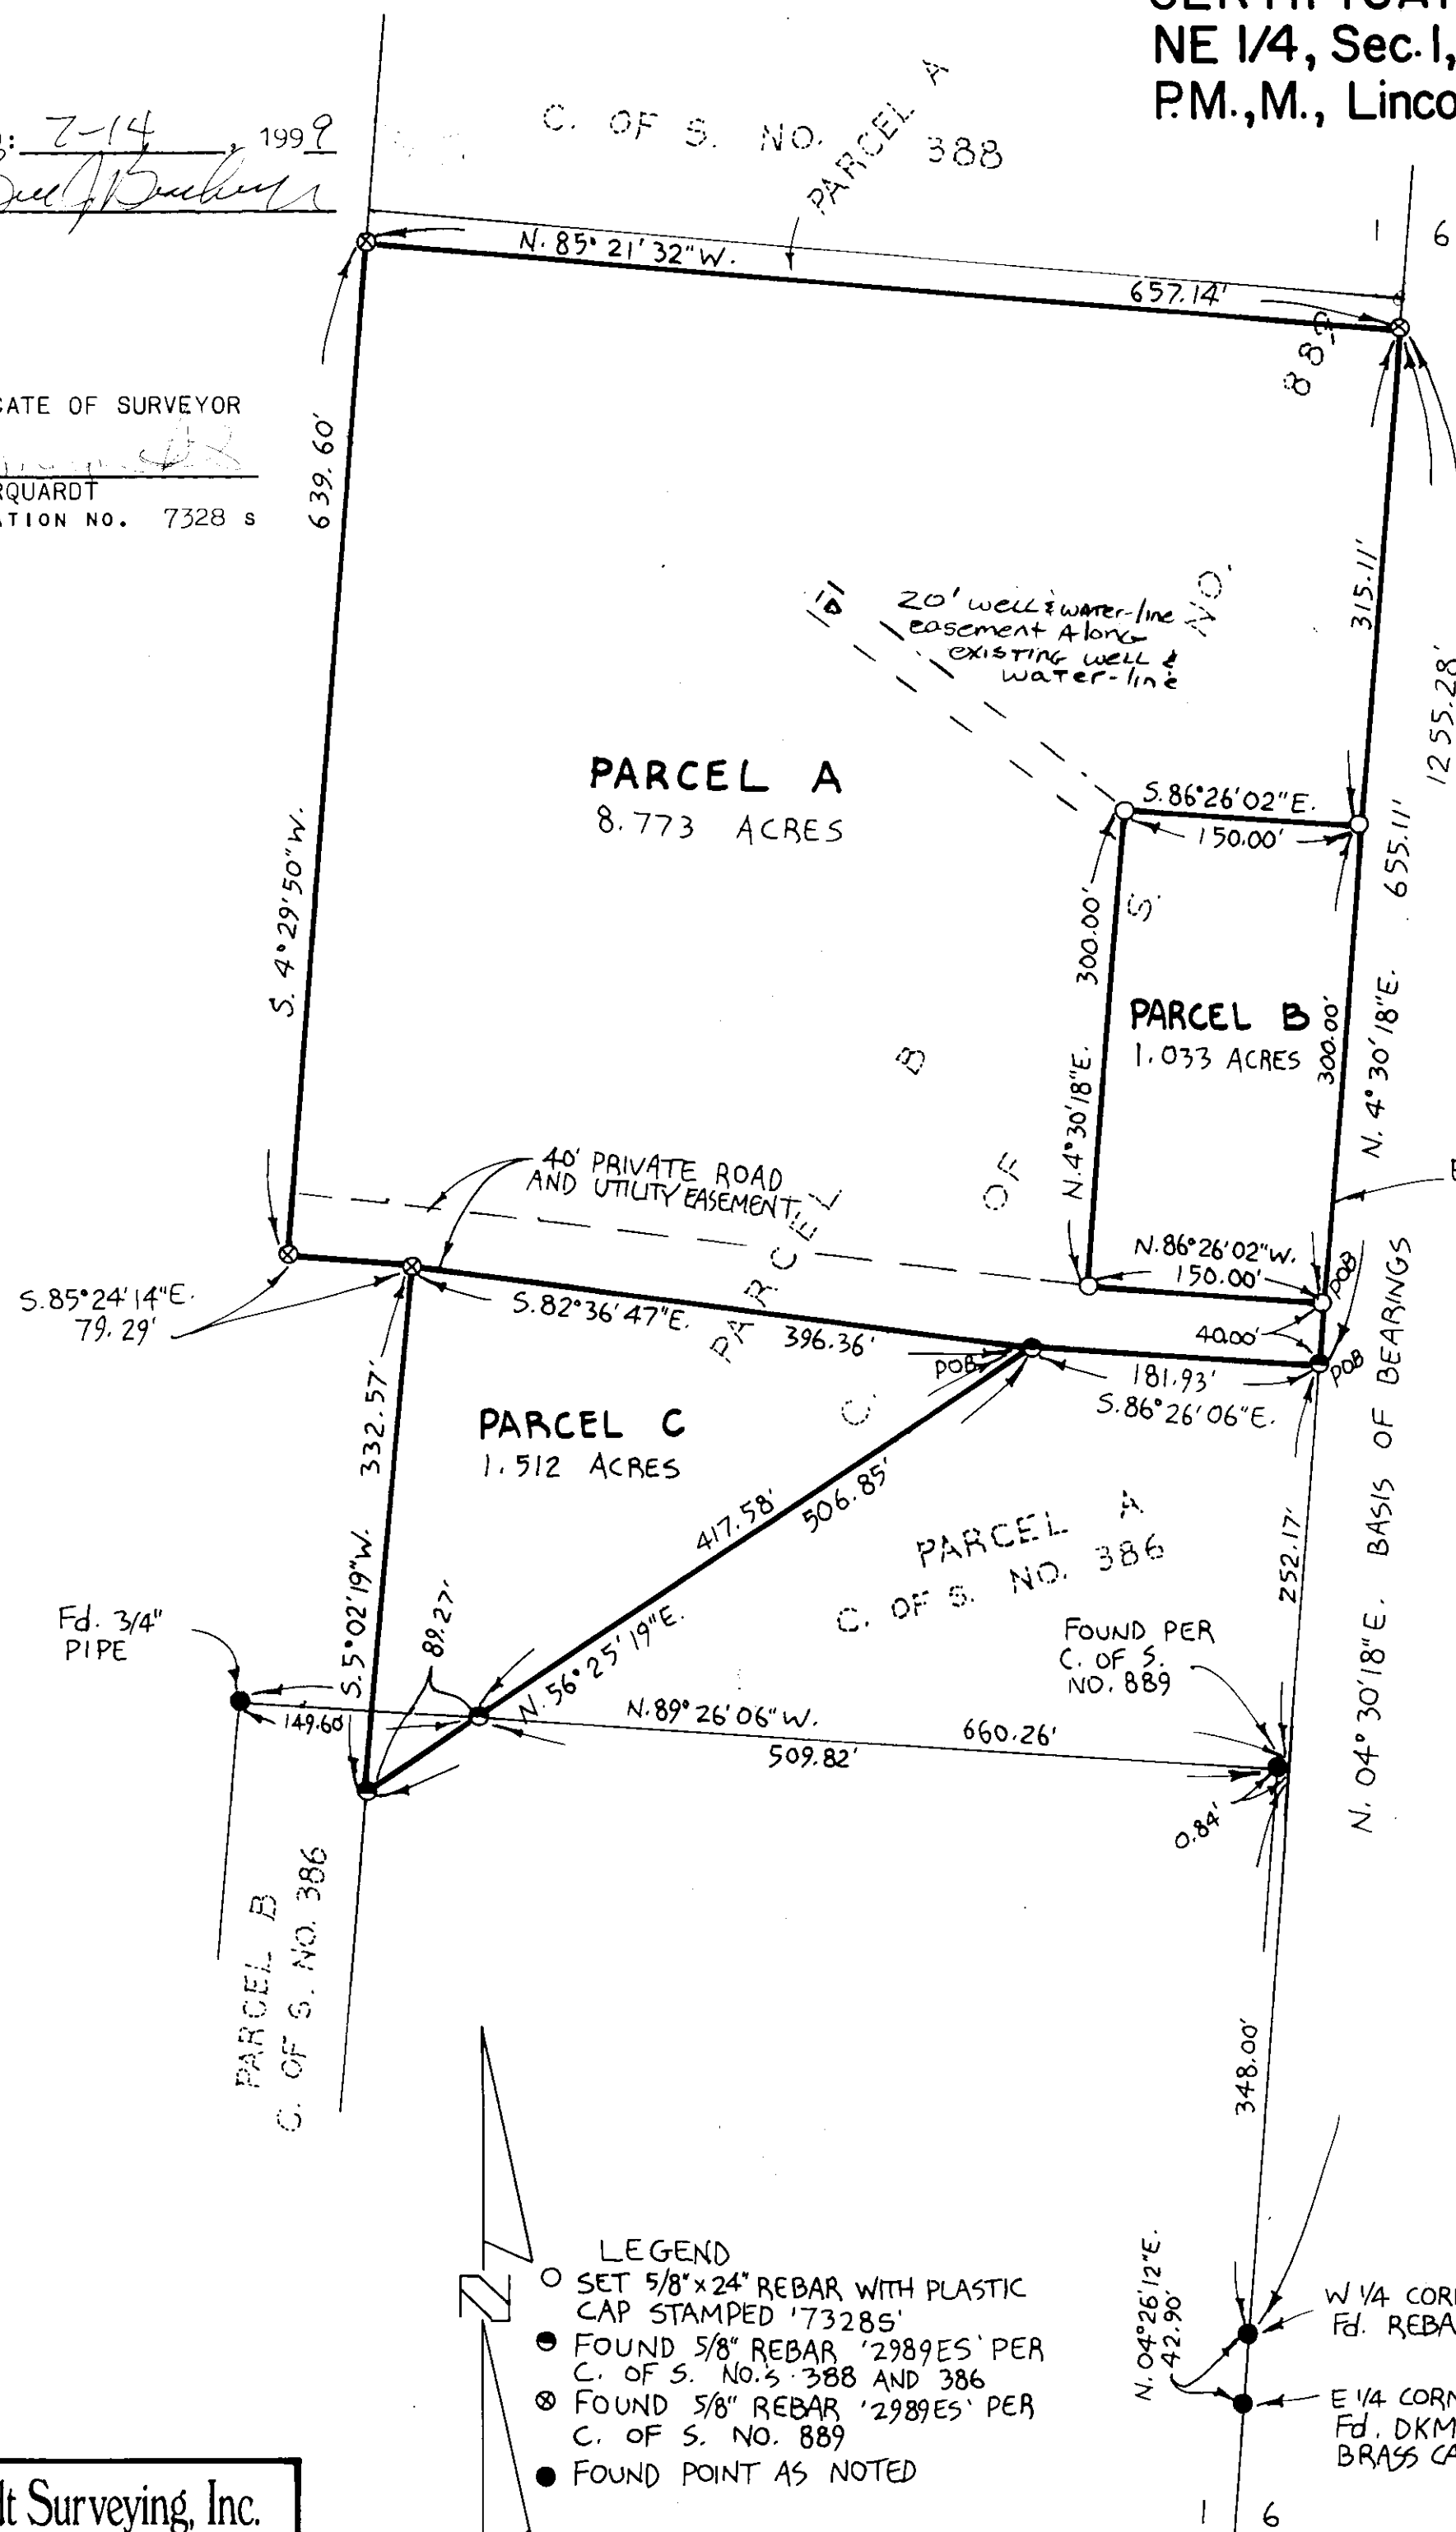 NE 1/4, Sec. 1,
P.M.,M., Linco
7-14, 1999
C. OF S. NO. 388
PARCEL A
1 6
N. 85° 21' 32" W.
657.14'
889
CATE OF SURVEYOR
RQUARDT
ATION NO. 7328 S
639.60'
S. 4° 29' 50" W.
315.11'
1255.28'
20' well & water-line
easement Along
existing well &
water-line
NO.
PARCEL A
8.773 ACRES
S. 86° 26' 02" E.
150.00'
655.11'
300.00'
S.
PARCEL B
1.033 ACRES
300.00'
N. 4° 30' 18" E.
N. 4° 30' 18" E.
B
OF
40' PRIVATE ROAD
AND UTILITY EASEMENT
PARCEL
N. 86° 26' 02" W.
150.00'
POB
S. 85° 24' 14" E.
79.29'
S. 82° 36' 47" E.
396.36'
40.00'
POB
POB
181.93'
S. 86° 26' 06" E.
C.
332.57'
PARCEL C
1.512 ACRES
417.58'
506.85'
PARCEL A
C. OF S. NO. 386
252.17'
N. 04° 30' 18" E. BASIS OF BEARINGS
S. 5° 02' 19" W.
89.27'
N. 56° 25' 19" E.
Fd. 3/4"
PIPE
FOUND PER
C. OF S.
NO. 889
149.60
N. 89° 26' 06" W.
660.26'
509.82'
0.84'
PARCEL B
C. OF S. NO. 386
348.00'
N
LEGEND
SET 5/8" x 24" REBAR WITH PLASTIC
CAP STAMPED '7328S'
FOUND 5/8" REBAR '2989ES' PER
C. OF S. NO.'S 388 AND 386
FOUND 5/8" REBAR '2989ES' PER
C. OF S. NO. 889
FOUND POINT AS NOTED
N. 04° 26' 12" E.
42.90'
W 1/4 COR
Fd. REBA
E 1/4 CORN
Fd. DKM
BRASS CA
1 6
lt Surveying, Inc.